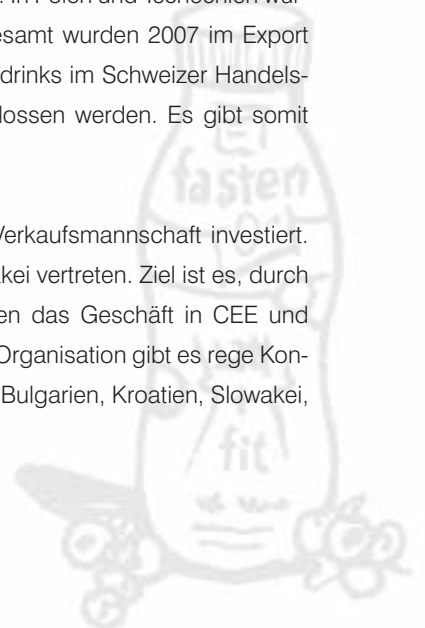 esamt wurden 2007 im Export
drinks im Schweizer Handels-
lossen werden. Es gibt somit
Verkaufsmannschaft investiert.
kei vertreten. Ziel ist es, durch
en das Geschäft in CEE und
Organisation gibt es rege Kon-
Bulgarien, Kroatien, Slowakei,
fasten
fit